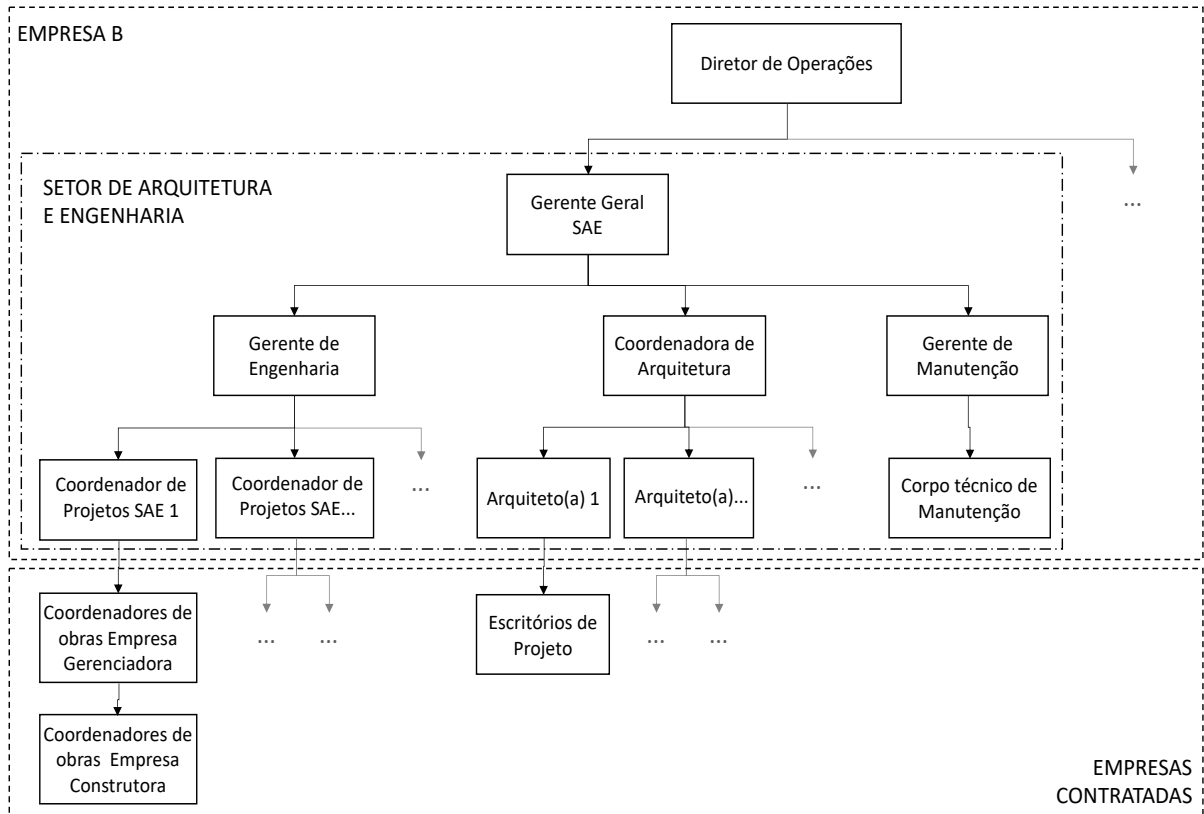 EMPRESA B
Diretor de Operações
SETOR DE ARQUITETURA
E ENGENHARIA
Gerente Geral
SAE
...
Gerente de
Engenharia
Coordenadora de
Arquitetura
Gerente de
Manutenção
Coordenador de
Projetos SAE 1
Coordenador de
Projetos SAE...
...
Arquiteto(a) 1
Arquiteto(a)...
...
Corpo técnico de
Manutenção
Coordenadores de
obras Empresa
Gerenciadora
...
...
Escritórios de
Projeto
...
...
Coordenadores de
obras Empresa
Construtora
EMPRESAS
CONTRATADAS